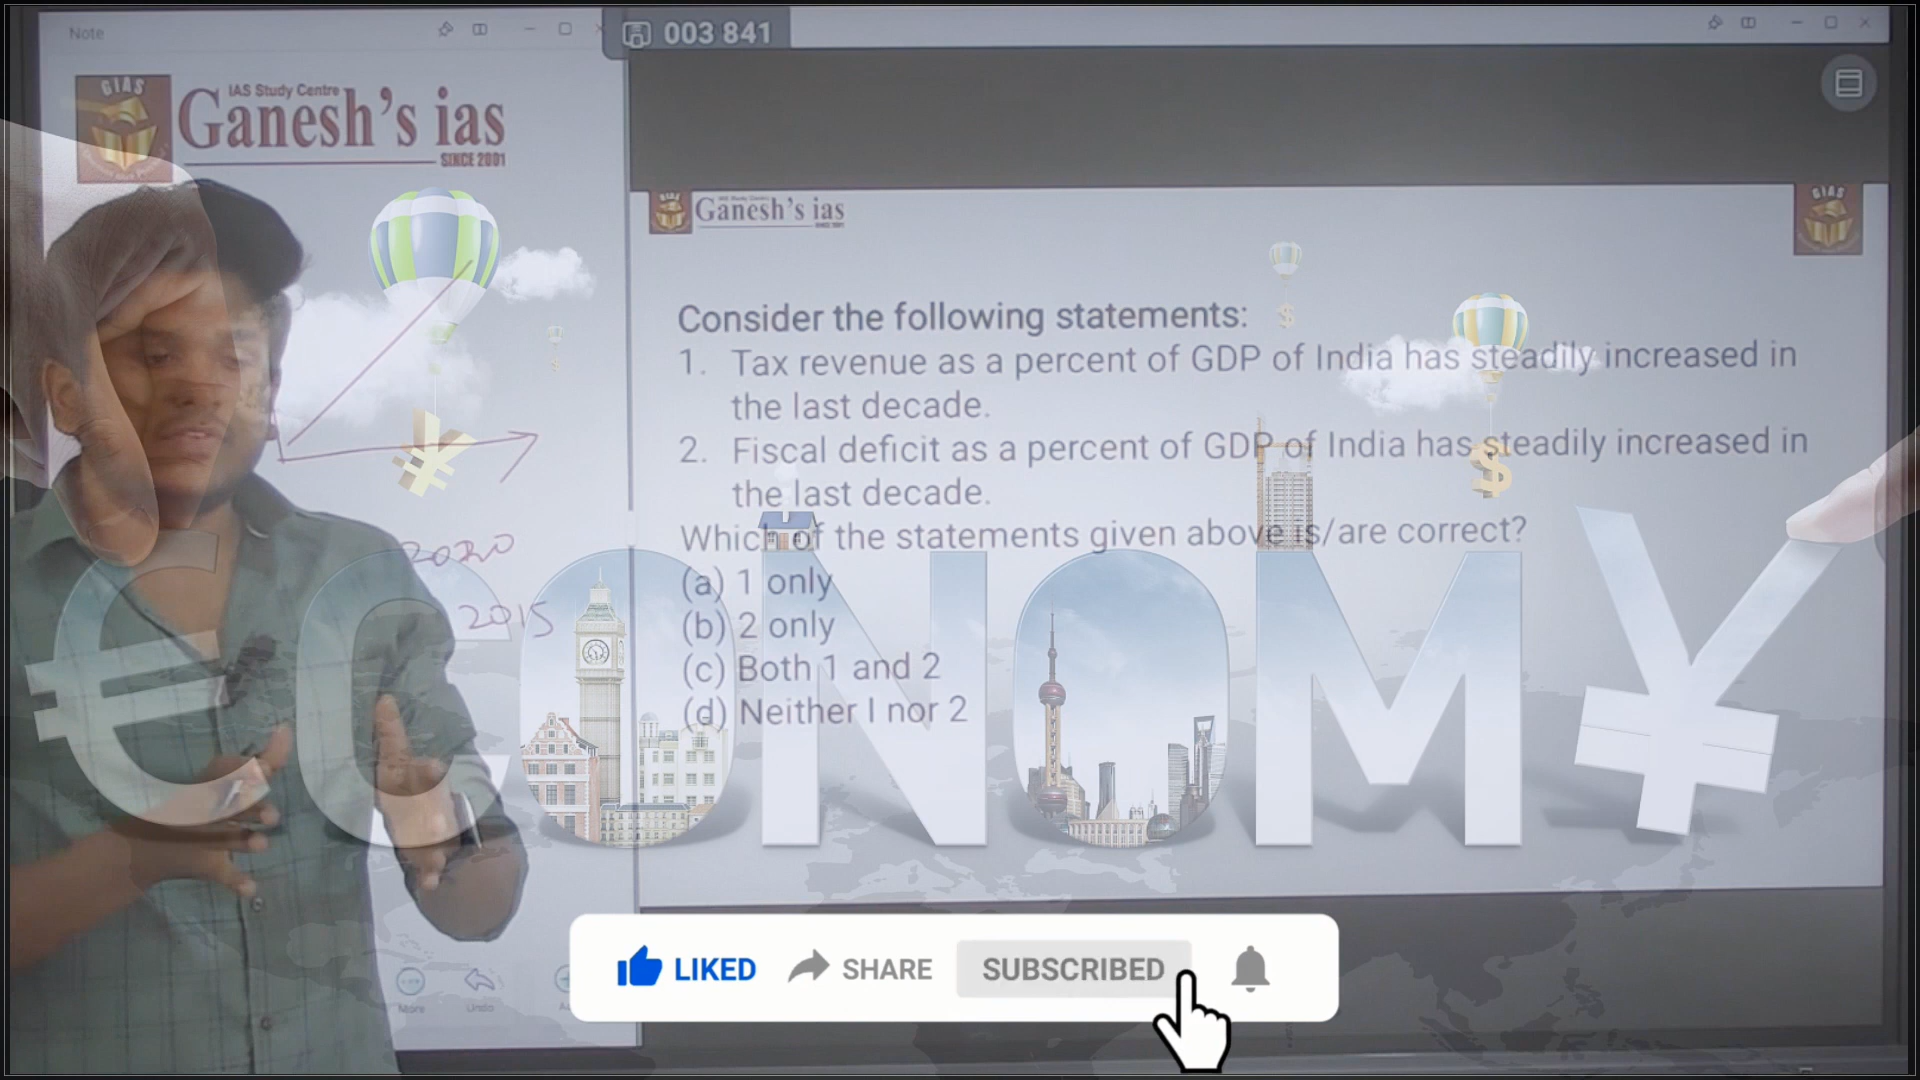 Note
003 841
GIAS
IAS Study Centre
Ganesh's ias
SINCE 2001
Ganesh's ias
GIAS
Consider the following statements:
1. Tax revenue as a percent of GDP of India has steadily increased in
the last decade.
2. Fiscal deficit as a percent of GDP of India has steadily increased in
the last decade.
Which of the statements given above is/are correct?
(a) 1 only
(b) 2 only
(c) Both 1 and 2
(d) Neither I nor 2
2020
2015
€CONOM¥
¥
$
$
More
Undo
LIKED
SHARE
SUBSCRIBED